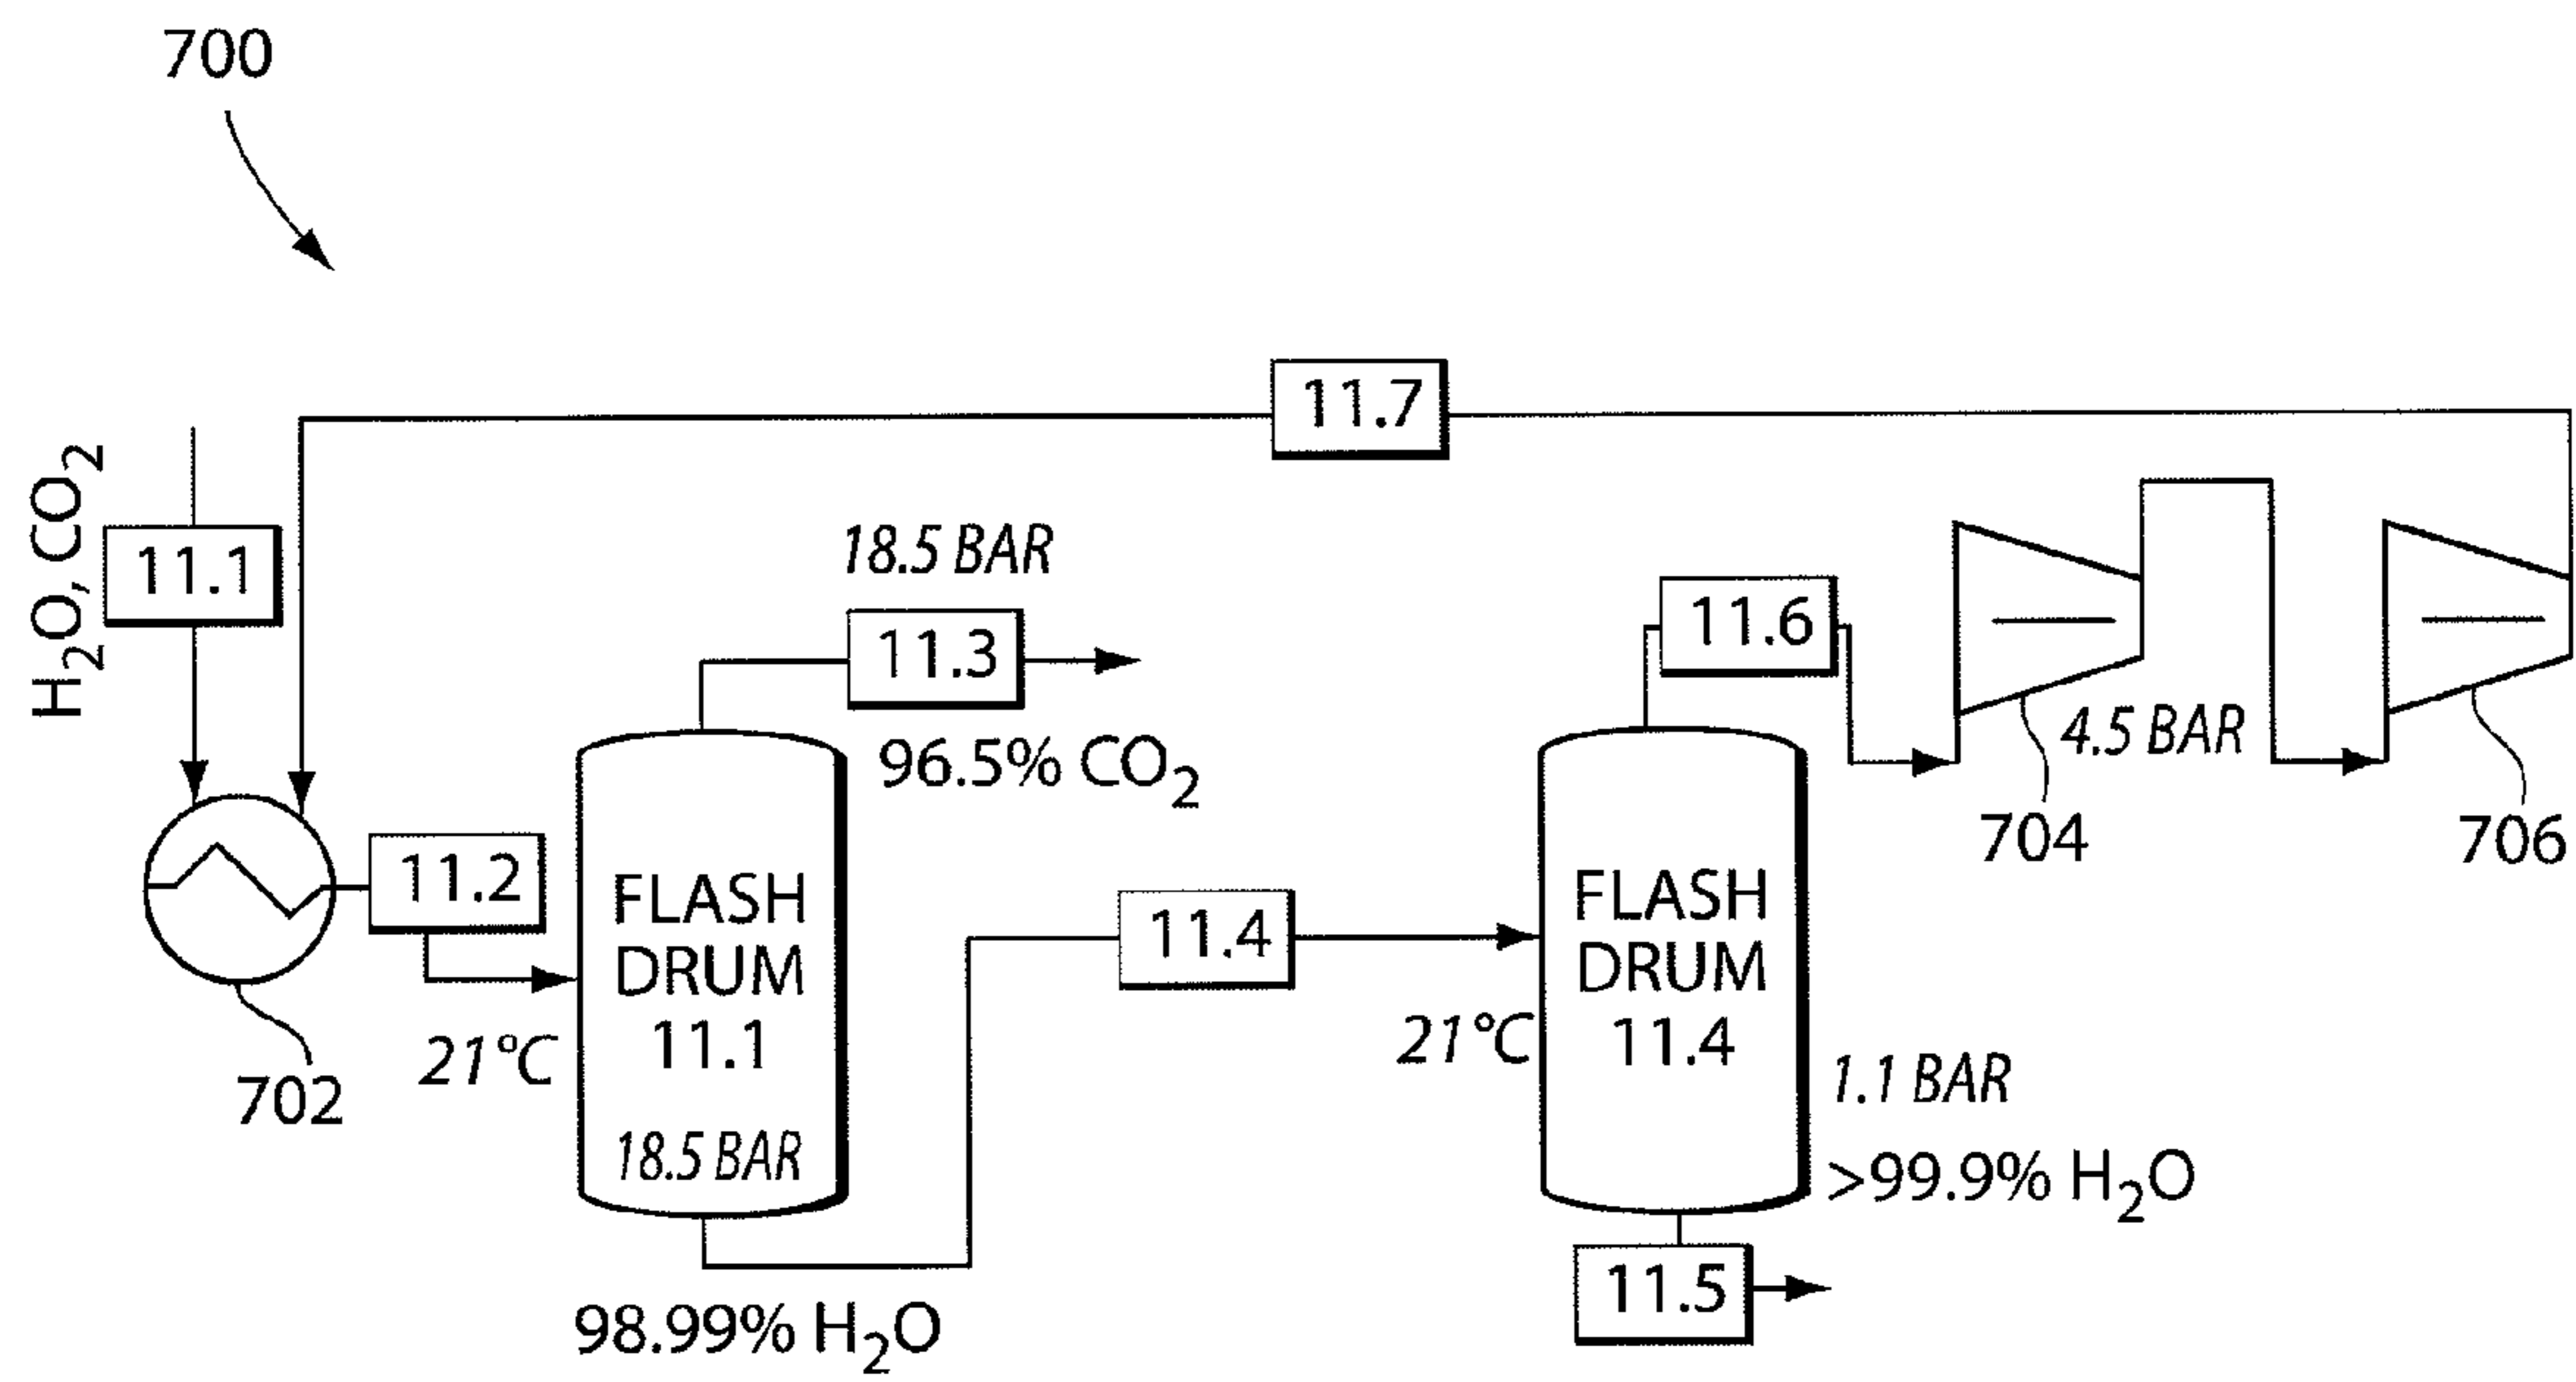 700
11.7
H₂O, CO₂
11.1
18.5 BAR
11.3
96.5% CO₂
11.6
4.5 BAR
704
706
11.2
21°C
702
FLASH
DRUM
11.1
18.5 BAR
98.99% H₂O
11.4
21°C
FLASH
DRUM
11.4
1.1 BAR
>99.9% H₂O
11.5